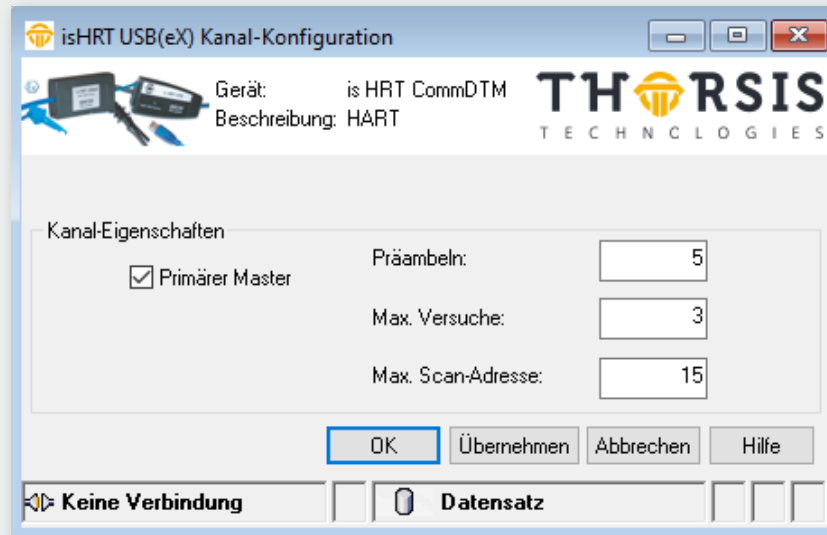 isHRT USB(eX) Kanal-Konfiguration
Gerät: is HRT CommDTM
Beschreibung: HART
THORSIS
TECHNOLOGIES
Kanal-Eigenschaften
Primärer Master
Präambeln: 5
Max. Versuche: 3
Max. Scan-Adresse: 15
OK Übernehmen Abbrechen Hilfe
Keine Verbindung Datensatz